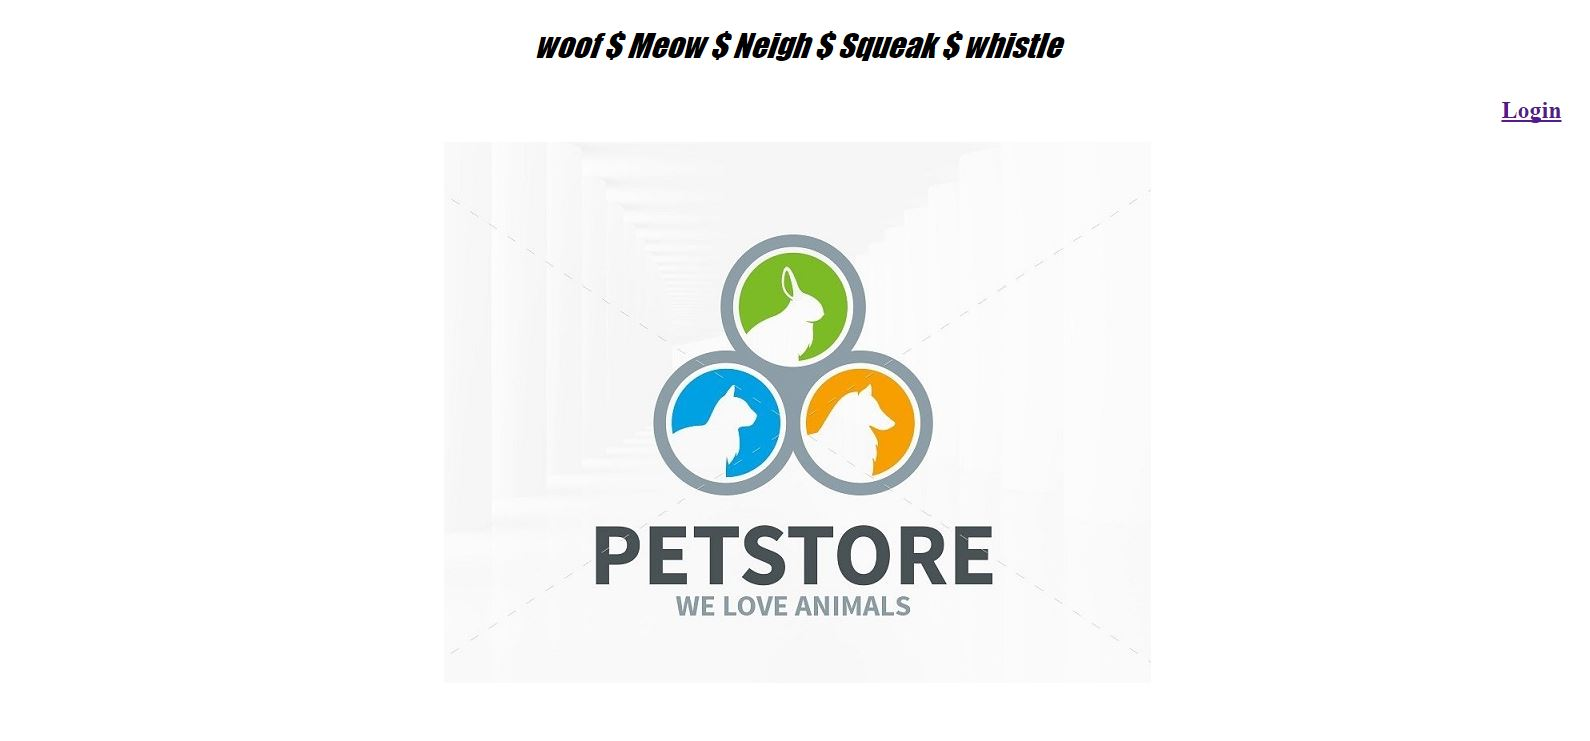 woof $ Meow $ Neigh $ Squeak $ whistle
Login
PETSTORE
WE LOVE ANIMALS